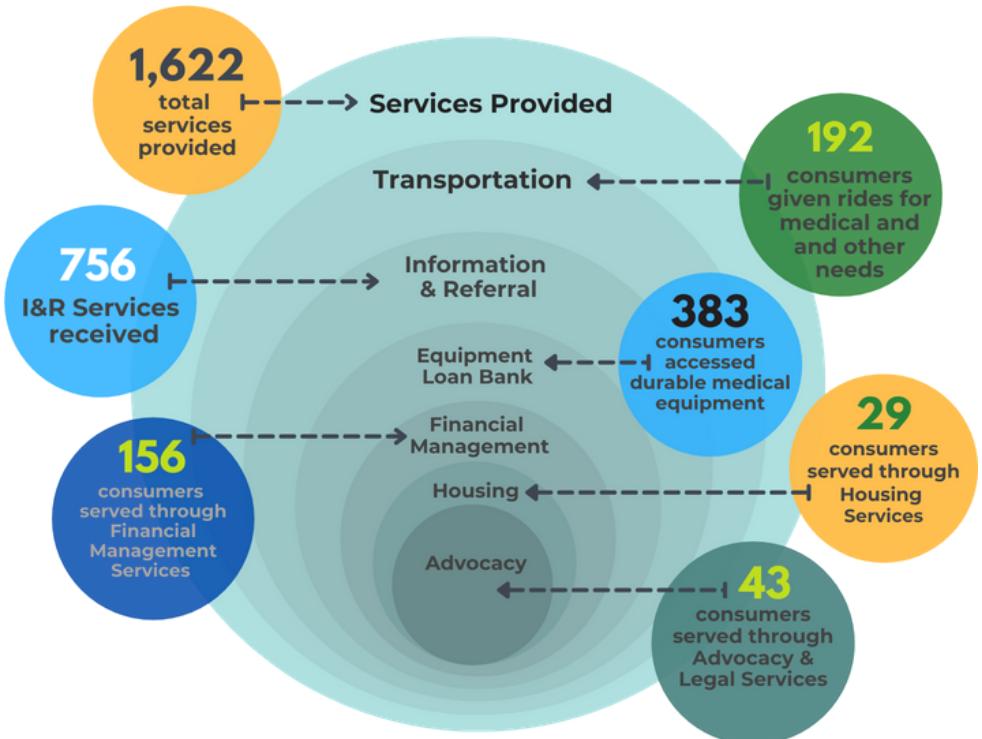 1,622
total
services
provided
Services Provided
192
consumers
given rides for
medical and
and other
needs
Transportation
756
I&R Services
received
Information
& Referral
383
consumers
accessed
durable medical
equipment
Equipment
Loan Bank
29
consumers
served through
Housing
Services
Financial
Management
156
consumers
served through
Financial
Management
Services
Housing
Advocacy
43
consumers
served through
Advocacy &
Legal Services